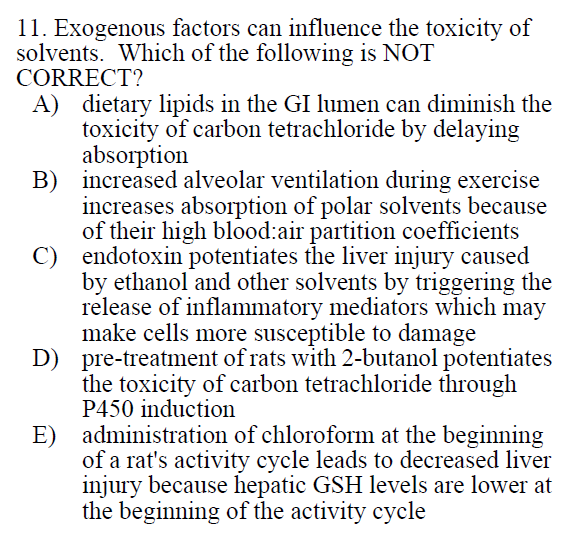 11. Exogenous factors can influence the toxicity of
solvents.  Which of the following is NOT
CORRECT?
A) dietary lipids in the GI lumen can diminish the
toxicity of carbon tetrachloride by delaying
absorption
B) increased alveolar ventilation during exercise
increases absorption of polar solvents because
of their high blood:air partition coefficients
C) endotoxin potentiates the liver injury caused
by ethanol and other solvents by triggering the
release of inflammatory mediators which may
make cells more susceptible to damage
D) pre-treatment of rats with 2-butanol potentiates
the toxicity of carbon tetrachloride through
P450 induction
E) administration of chloroform at the beginning
of a rat's activity cycle leads to decreased liver
injury because hepatic GSH levels are lower at
the beginning of the activity cycle